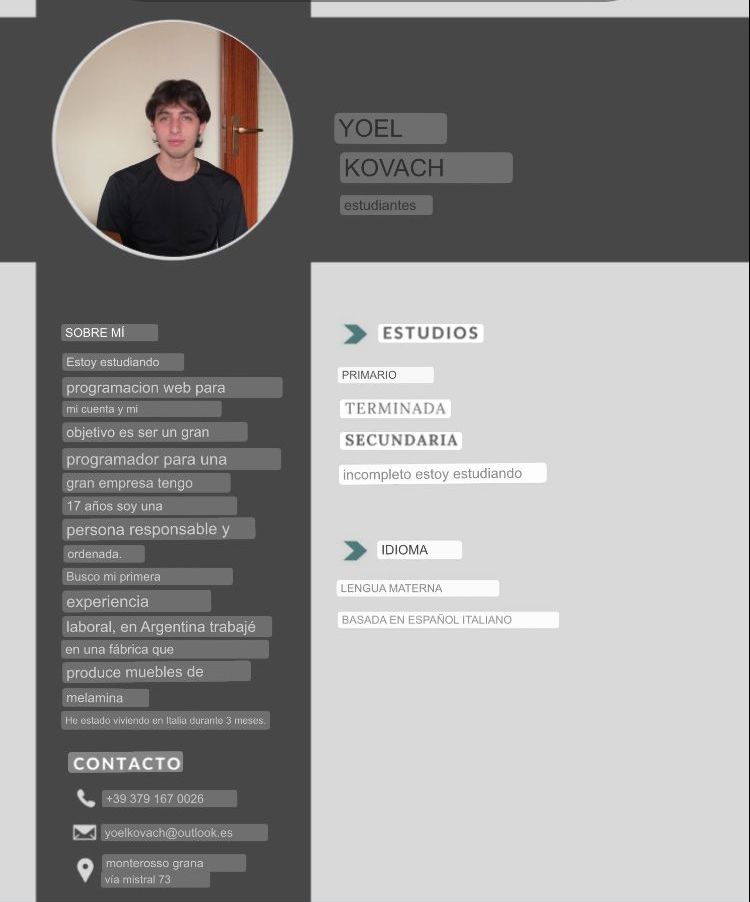 YOEL
KOVACH
estudiantes
SOBRE MÍ
Estoy estudiando
programacion web para
mi cuenta y mi
objetivo es ser un gran
programador para una
gran empresa tengo
17 años soy una
persona responsable y
ordenada.
Busco mi primera
experiencia
laboral, en Argentina trabajé
en una fábrica que
produce muebles de
melamina
He estado viviendo en Italia durante 3 meses.
CONTACTO
+39 379 167 0026
yoelkovach@outlook.es
monterosso grana
vía mistral 73
ESTUDIOS
PRIMARIO
TERMINADA
SECUNDARIA
incompleto estoy estudiando
IDIOMA
LENGUA MATERNA
BASADA EN ESPAÑOL ITALIANO